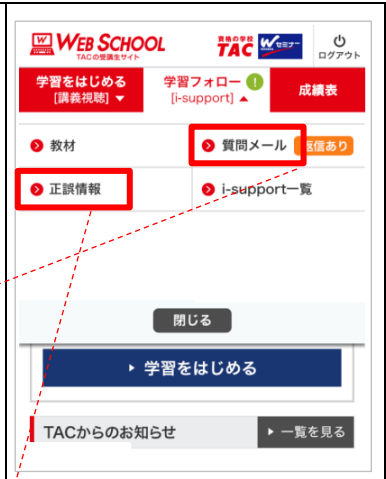 WEB SCHOOL
TACの受講生サイト
資格の学校
TAC
Wセミナー
ログアウト
学習をはじめる
[講義視聴] ▼
学習フォロー !
[i-support] ▲
成績表
教材
質問メール
返信あり
正誤情報
i-support一覧
閉じる
学習をはじめる
TACからのお知らせ
一覧を見る